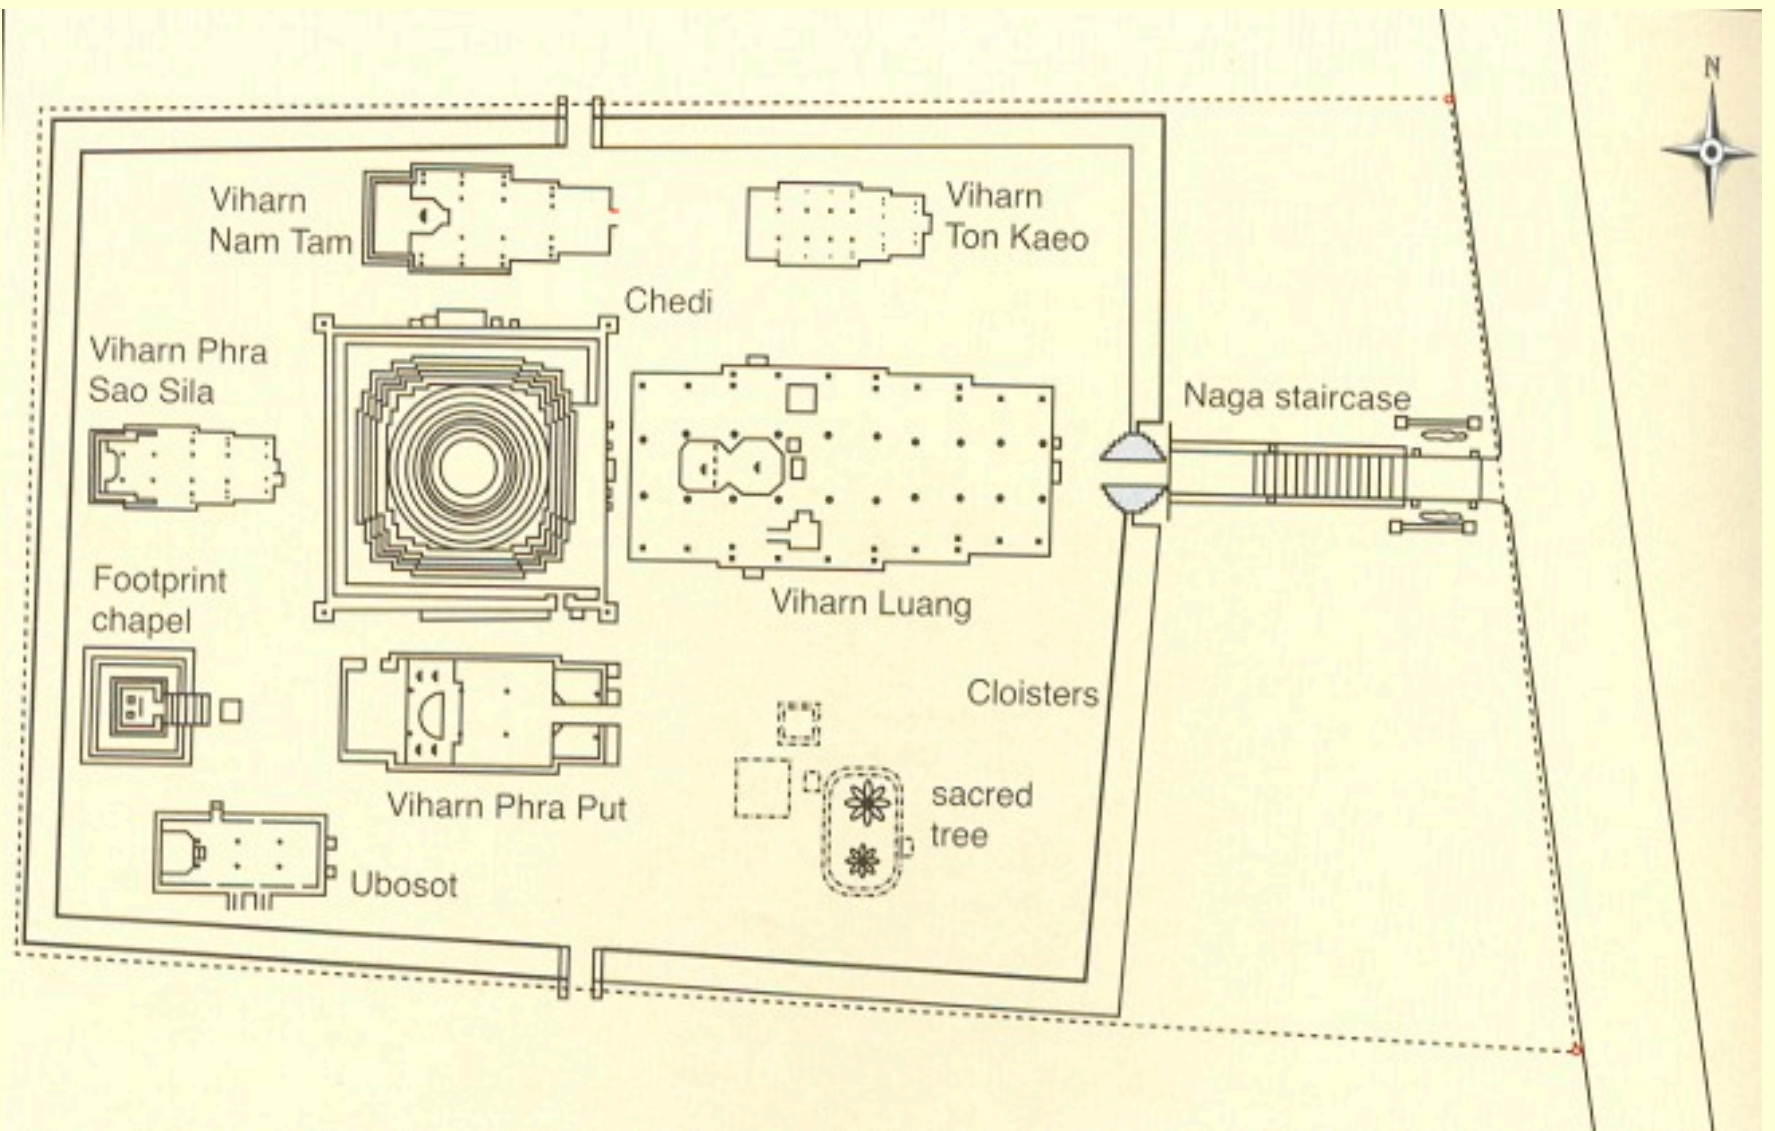 N
Viharn
Nam Tam
Viharn
Ton Kaeo
Chedi
Viharn Phra
Sao Sila
Naga staircase
Footprint
chapel
Viharn Luang
Cloisters
Viharn Phra Put
sacred
tree
Ubosot